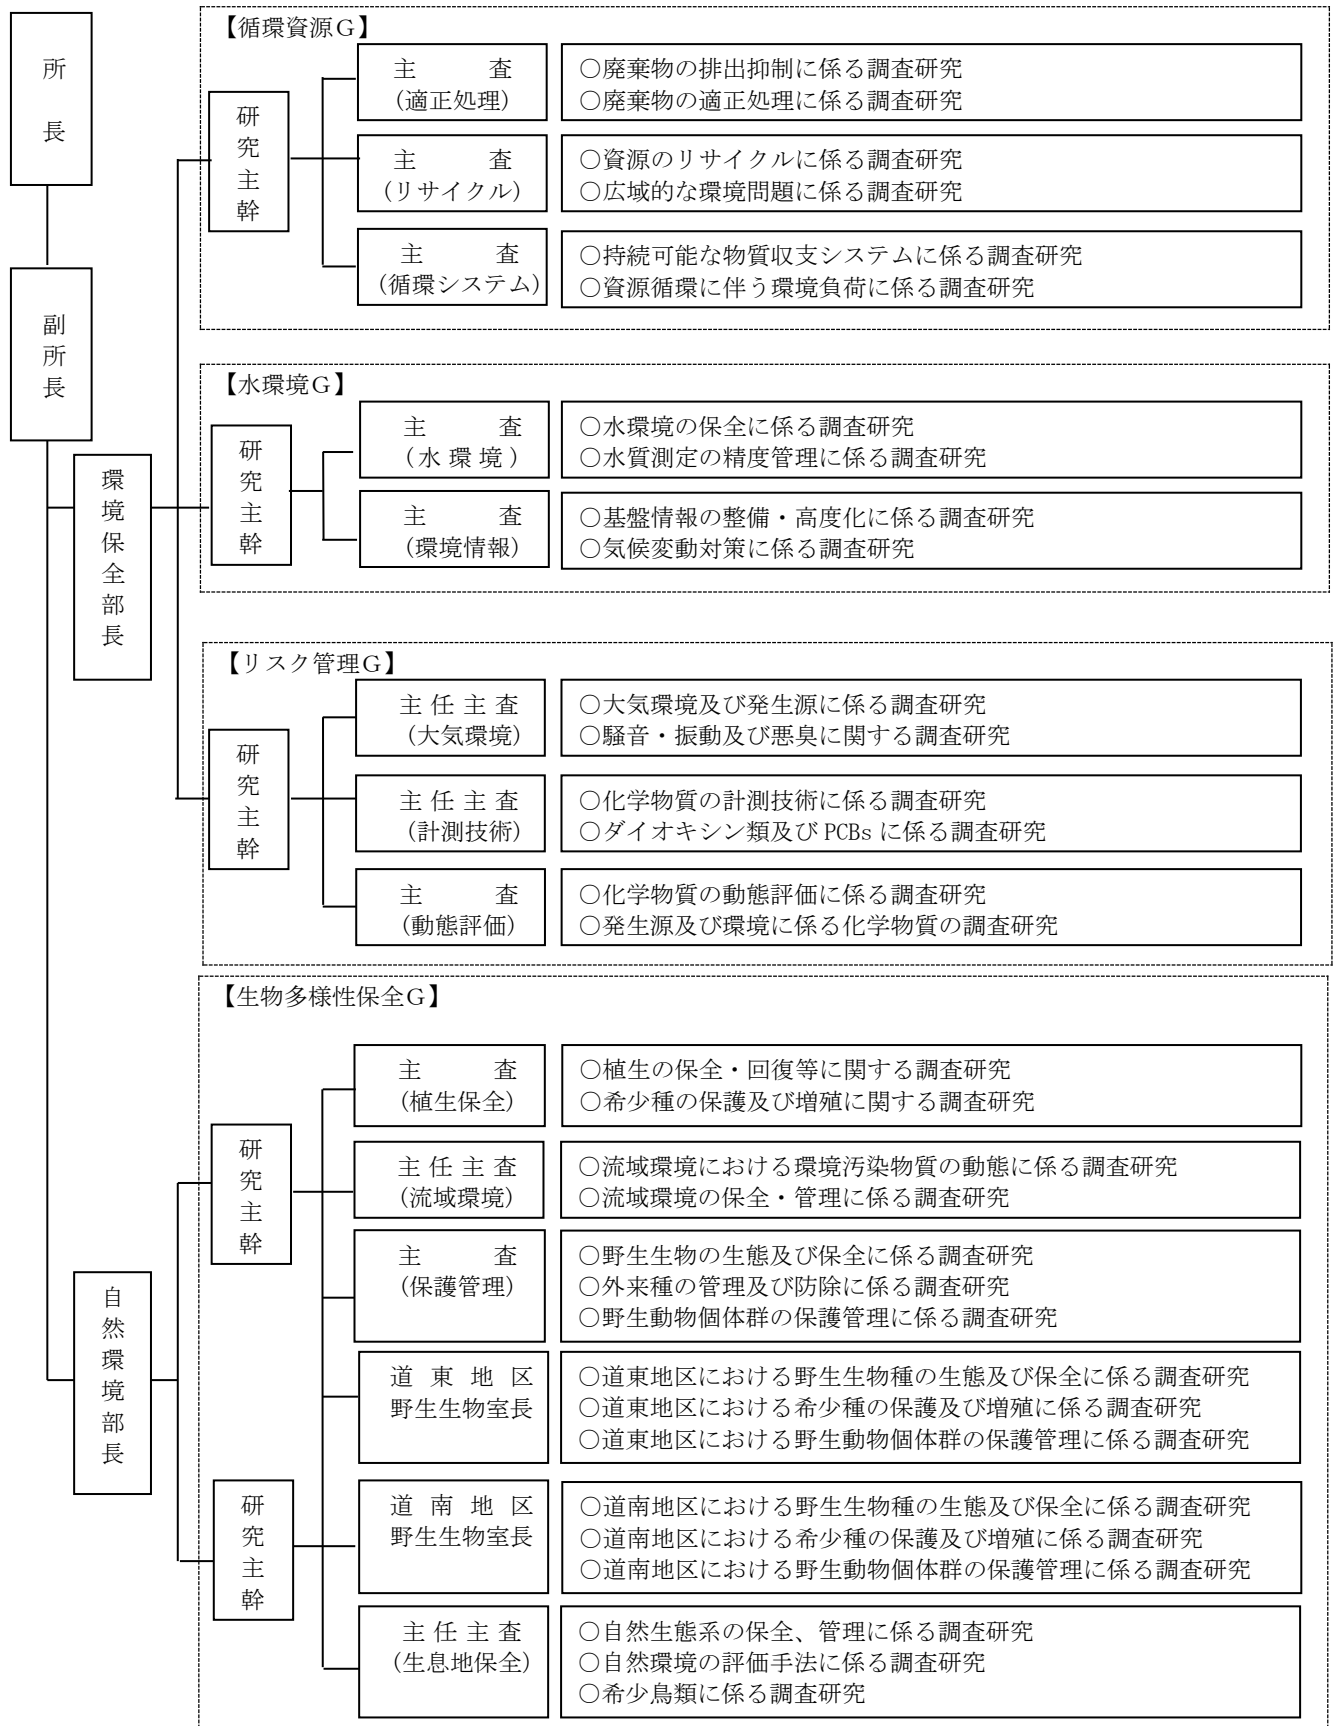 所長
副所長
環境保全部長
自然環境部長
【循環資源G】
研究主幹
主査
(適正処理)
○廃棄物の排出抑制に係る調査研究
○廃棄物の適正処理に係る調査研究
主査
(リサイクル)
○資源のリサイクルに係る調査研究
○広域的な環境問題に係る調査研究
主査
(循環システム)
○持続可能な物質収支システムに係る調査研究
○資源循環に伴う環境負荷に係る調査研究
【水環境G】
研究主幹
主査
(水環境)
○水環境の保全に係る調査研究
○水質測定の精度管理に係る調査研究
主査
(環境情報)
○基盤情報の整備・高度化に係る調査研究
○気候変動対策に係る調査研究
【リスク管理G】
研究主幹
主任主査
(大気環境)
○大気環境及び発生源に係る調査研究
○騒音・振動及び悪臭に関する調査研究
主任主査
(計測技術)
○化学物質の計測技術に係る調査研究
○ダイオキシン類及びPCBsに係る調査研究
主査
(動態評価)
○化学物質の動態評価に係る調査研究
○発生源及び環境に係る化学物質の調査研究
【生物多様性保全G】
研究主幹
主査
(植生保全)
○植生の保全・回復等に関する調査研究
○希少種の保護及び増殖に関する調査研究
主任主査
(流域環境)
○流域環境における環境汚染物質の動態に係る調査研究
○流域環境の保全・管理に係る調査研究
主査
(保護管理)
○野生生物の生態及び保全に係る調査研究
○外来種の管理及び防除に係る調査研究
○野生動物個体群の保護管理に係る調査研究
道東地区
野生生物室長
○道東地区における野生生物種の生態及び保全に係る調査研究
○道東地区における希少種の保護及び増殖に係る調査研究
○道東地区における野生動物個体群の保護管理に係る調査研究
研究主幹
道南地区
野生生物室長
○道南地区における野生生物種の生態及び保全に係る調査研究
○道南地区における希少種の保護及び増殖に係る調査研究
○道南地区における野生動物個体群の保護管理に係る調査研究
主任主査
(生息地保全)
○自然生態系の保全、管理に係る調査研究
○自然環境の評価手法に係る調査研究
○希少鳥類に係る調査研究